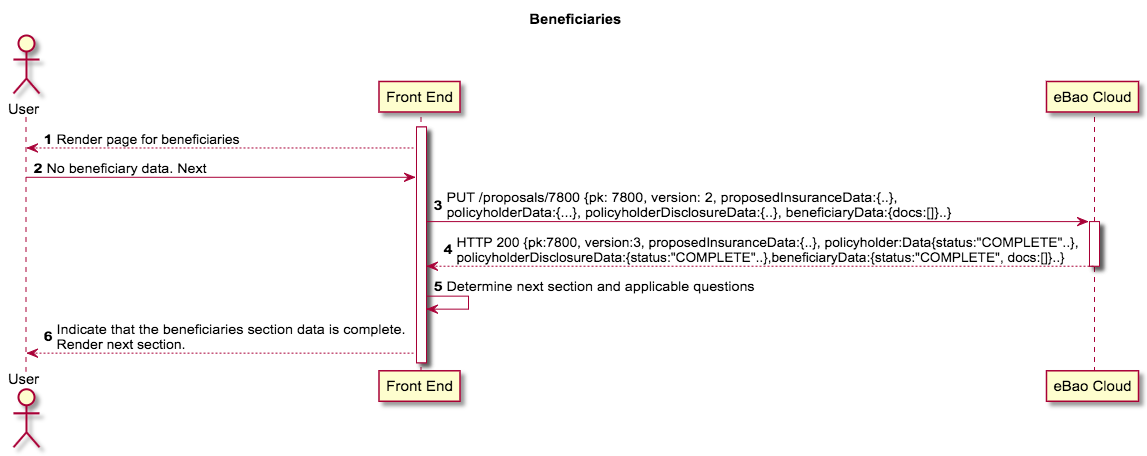 Beneficiaries
User
Front End
eBao Cloud
1 Render page for beneficiaries
2 No beneficiary data. Next
3 PUT /proposals/7800 {pk: 7800, version: 2, proposedInsuranceData:{..},
policyholderData:{...}, policyholderDisclosureData:{..}, beneficiaryData:{docs:[]}..}
4 HTTP 200 {pk:7800, version:3, proposedInsuranceData:{..}, policyholder:Data{status:"COMPLETE"..},
policyholderDisclosureData:{status:"COMPLETE"..},beneficiaryData:{status:"COMPLETE", docs:[]}..}
5 Determine next section and applicable questions
6 Indicate that the beneficiaries section data is complete.
Render next section.
User
Front End
eBao Cloud